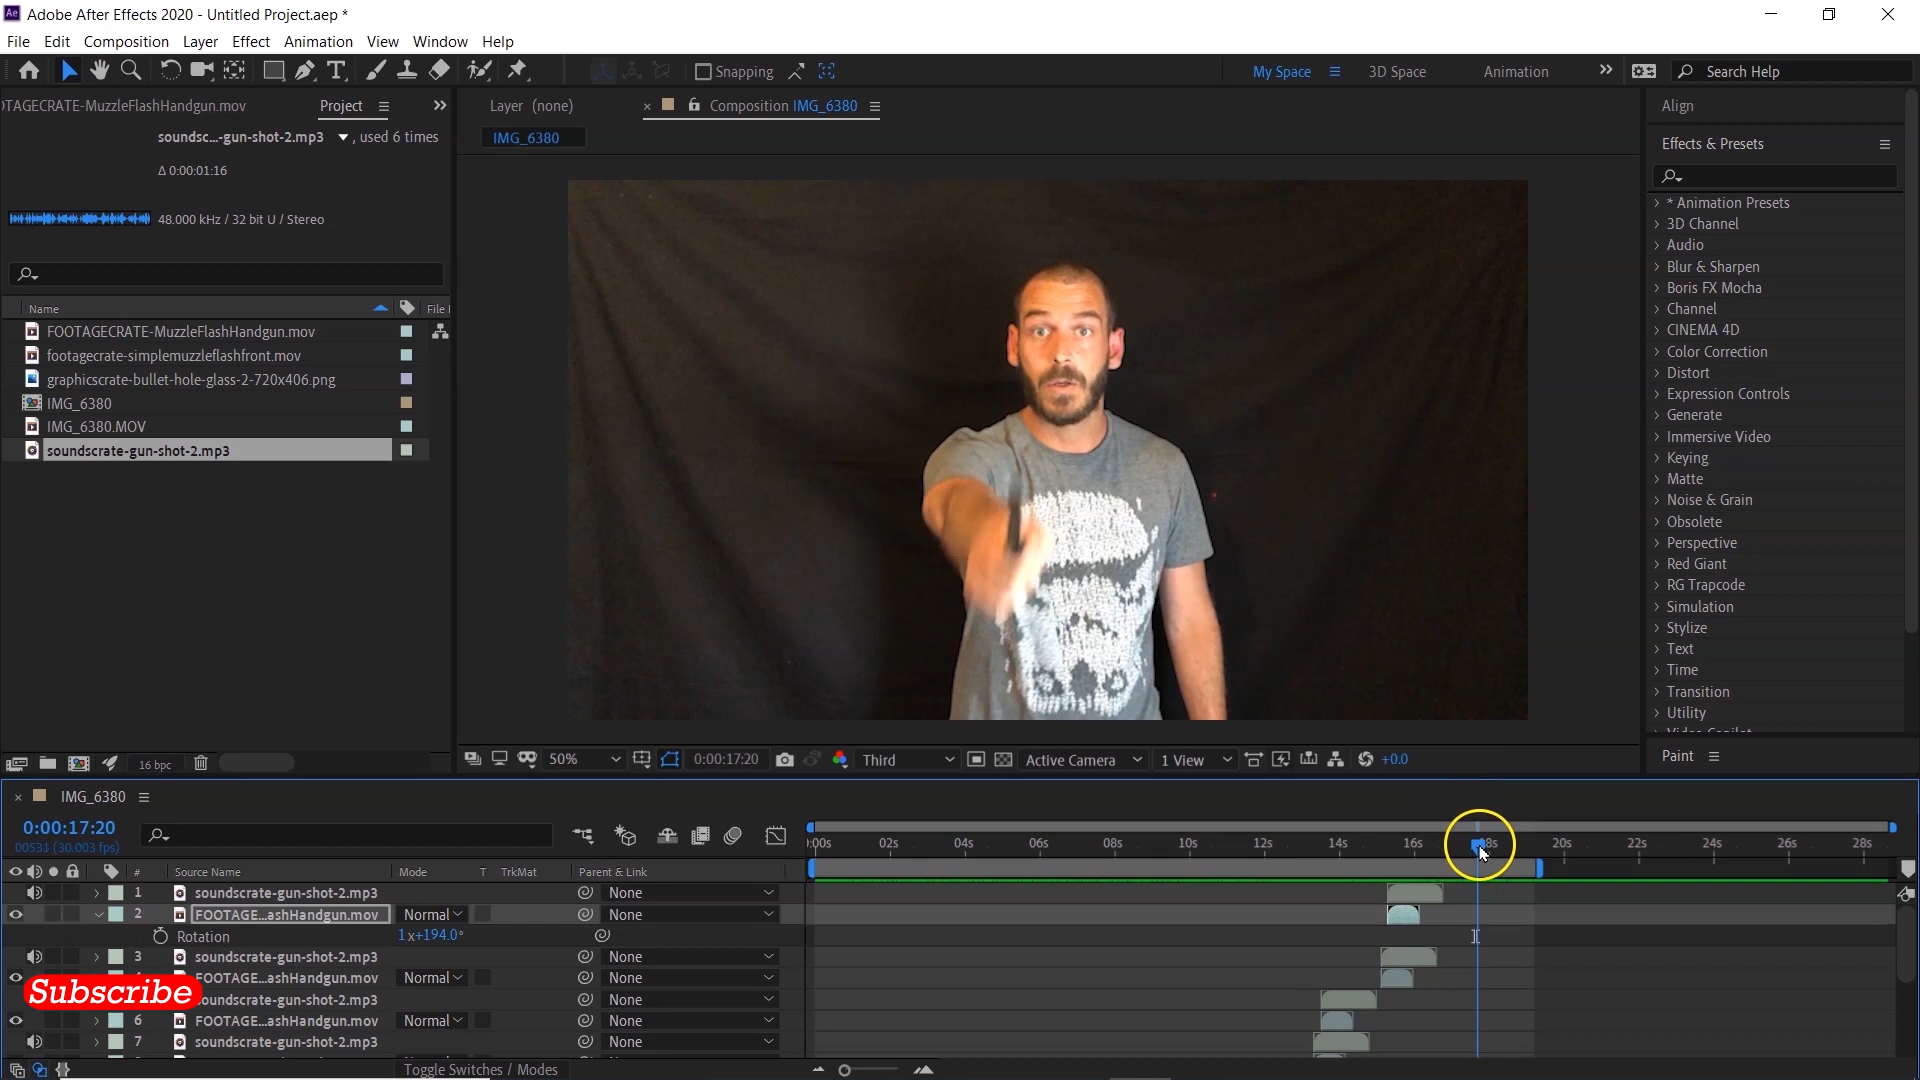 Adobe After Effects 2020 - Untitled Project.aep *
File Edit Composition Layer Effect Animation View Window Help
Snapping
My Space 3D Space Animation Search Help
OTAGECRATE-MuzzleFlashHandgun.mov Project
Layer (none) Composition IMG_6380
IMG_6380
soundsc...-gun-shot-2.mp3 , used 6 times
Δ 0:00:01:16
48.000 kHz / 32 bit U / Stereo
Name File
FOOTAGECRATE-MuzzleFlashHandgun.mov
footagecrate-simplemuzzleflashfront.mov
graphicscrate-bullet-hole-glass-2-720x406.png
IMG_6380
IMG_6380.MOV
soundscrate-gun-shot-2.mp3
16 bpc
50% 0:00:17:20 Third Active Camera 1 View +0.0
Align
Effects & Presets
* Animation Presets
3D Channel
Audio
Blur & Sharpen
Boris FX Mocha
Channel
CINEMA 4D
Color Correction
Distort
Expression Controls
Generate
Immersive Video
Keying
Matte
Noise & Grain
Obsolete
Perspective
Red Giant
RG Trapcode
Simulation
Stylize
Text
Time
Transition
Utility
Paint
IMG_6380
0:00:17:20
00531 (30.003 fps)
:00s 02s 04s 06s 08s 10s 12s 14s 16s 8s 20s 22s 24s 26s 28s
# Source Name Mode T TrkMat Parent & Link
1 soundscrate-gun-shot-2.mp3 None
2 FOOTAGE...ashHandgun.mov Normal None
Rotation 1x+194.0°
3 soundscrate-gun-shot-2.mp3 None
FOOTAGE...ashHandgun.mov Normal None
Subscribe
soundscrate-gun-shot-2.mp3 None
6 FOOTAGE...ashHandgun.mov Normal None
7 soundscrate-gun-shot-2.mp3 None
Toggle Switches / Modes